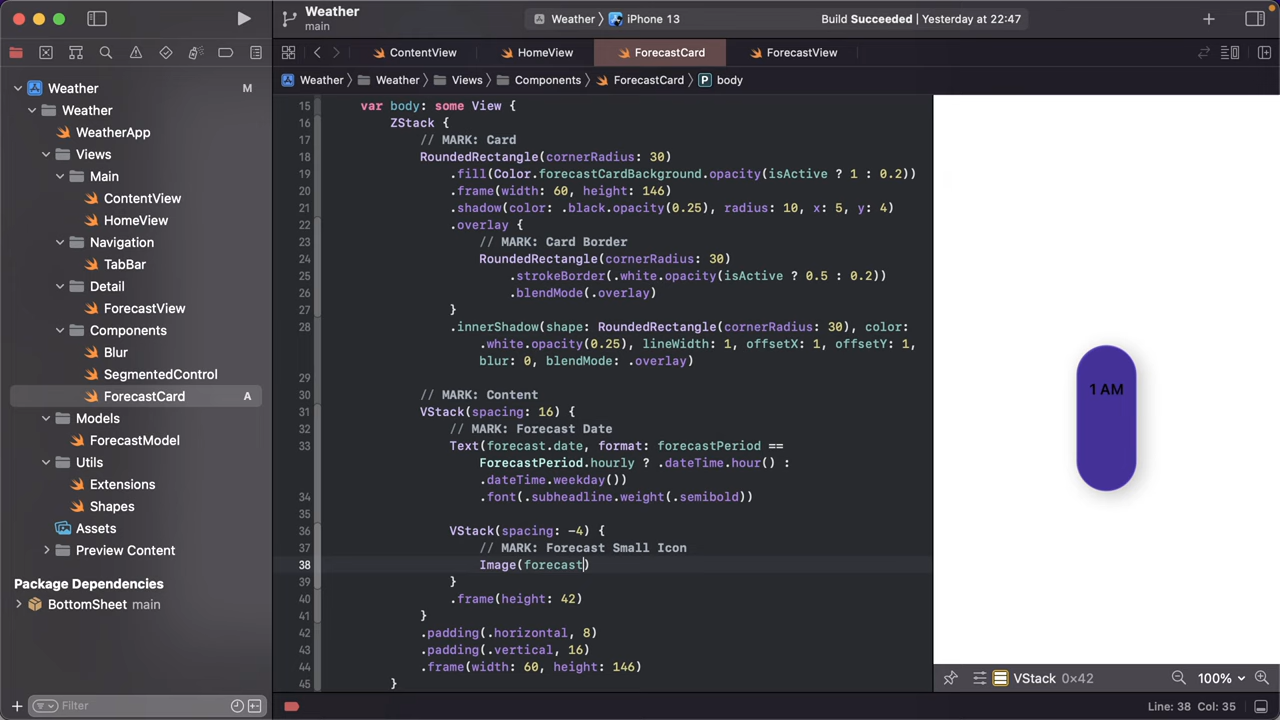 Weather
main
Weather > iPhone 13
Build Succeeded | Yesterday at 22:47
ContentView
HomeView
ForecastCard
ForecastView
Weather > Weather > Views > Components > ForecastCard > P body
Weather M
Weather
WeatherApp
Views
Main
ContentView
HomeView
Navigation
TabBar
Detail
ForecastView
Components
Blur
SegmentedControl
ForecastCard A
Models
ForecastModel
Utils
Extensions
Shapes
Assets
Preview Content
Package Dependencies
BottomSheet main
Filter
15 var body: some View {
16 ZStack {
17 // MARK: Card
18 RoundedRectangle(cornerRadius: 30)
19 .fill(Color.forecastCardBackground.opacity(isActive ? 1 : 0.2))
20 .frame(width: 60, height: 146)
21 .shadow(color: .black.opacity(0.25), radius: 10, x: 5, y: 4)
22 .overlay {
23 // MARK: Card Border
24 RoundedRectangle(cornerRadius: 30)
25 .strokeBorder(.white.opacity(isActive ? 0.5 : 0.2))
26 .blendMode(.overlay)
27 }
28 .innerShadow(shape: RoundedRectangle(cornerRadius: 30), color:
.white.opacity(0.25), lineWidth: 1, offsetX: 1, offsetY: 1,
blur: 0, blendMode: .overlay)
29
30 // MARK: Content
31 VStack(spacing: 16) {
32 // MARK: Forecast Date
33 Text(forecast.date, format: forecastPeriod ==
ForecastPeriod.hourly ? .dateTime.hour() :
.dateTime.weekday())
34 .font(.subheadline.weight(.semibold))
35
36 VStack(spacing: -4) {
37 // MARK: Forecast Small Icon
38 Image(forecast)
39 }
40 .frame(height: 42)
41 }
42 .padding(.horizontal, 8)
43 .padding(.vertical, 16)
44 .frame(width: 60, height: 146)
45 }
1 AM
VStack 0×42
100%
Line: 38 Col: 35